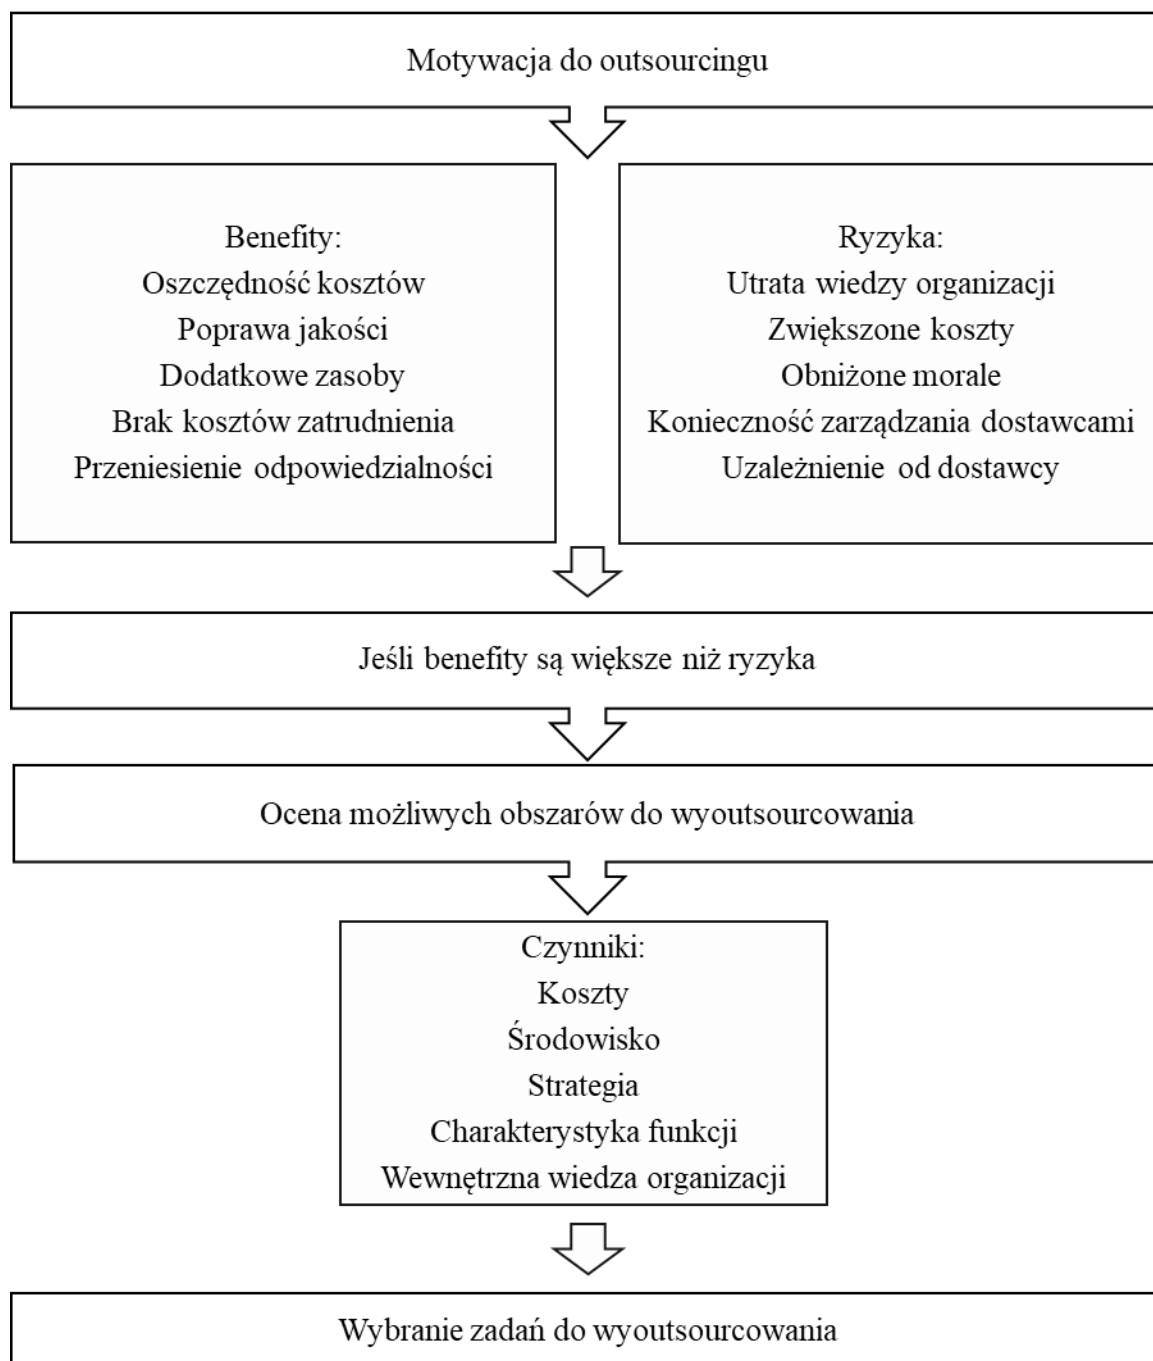 Motywacja do outsourcingu
Benefity:
Oszczędność kosztów
Poprawa jakości
Dodatkowe zasoby
Brak kosztów zatrudnienia
Przeniesienie odpowiedzialności
Ryzyka:
Utrata wiedzy organizacji
Zwiększone koszty
Obniżone morale
Konieczność zarządzania dostawcami
Uzależnienie od dostawcy
Jeśli benefity są większe niż ryzyka
Ocena możliwych obszarów do wyoutsourcowania
Czynniki:
Koszty
Środowisko
Strategia
Charakterystyka funkcji
Wewnętrzna wiedza organizacji
Wybranie zadań do wyoutsourcowania